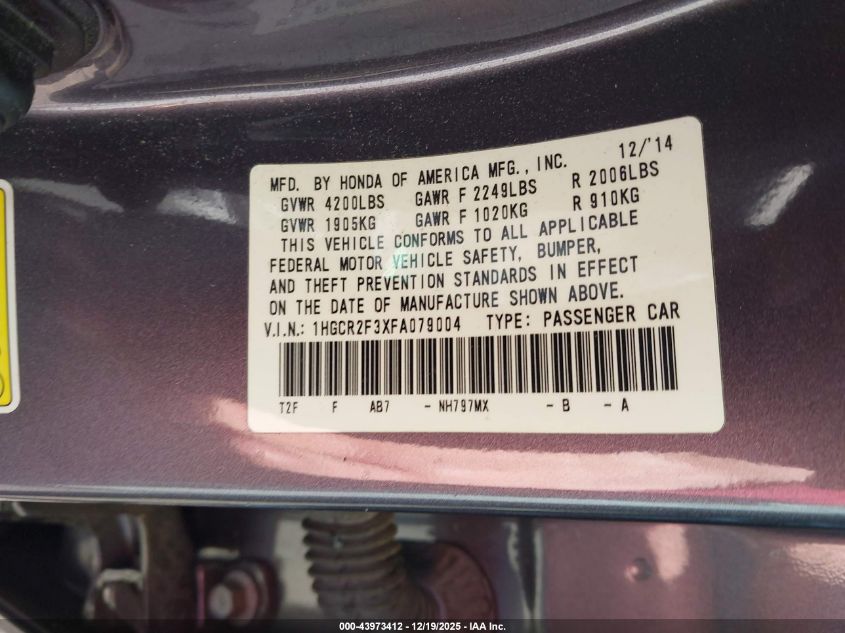 12/'14
MFD. BY HONDA OF AMERICA MFG., INC.
GVWR 4200LBS GAWR F 2249LBS R 2006LBS
GVWR 1905KG GAWR F 1020KG R 910KG
THIS VEHICLE CONFORMS TO ALL APPLICABLE
FEDERAL MOTOR VEHICLE SAFETY, BUMPER,
AND THEFT PREVENTION STANDARDS IN EFFECT
ON THE DATE OF MANUFACTURE SHOWN ABOVE.
V.I.N.: 1HGCR2F3XFA079004 TYPE: PASSENGER CAR
T2F F AB7 - NH797MX - B - A
000-43973412 - 12/19/2025 - IAA Inc.